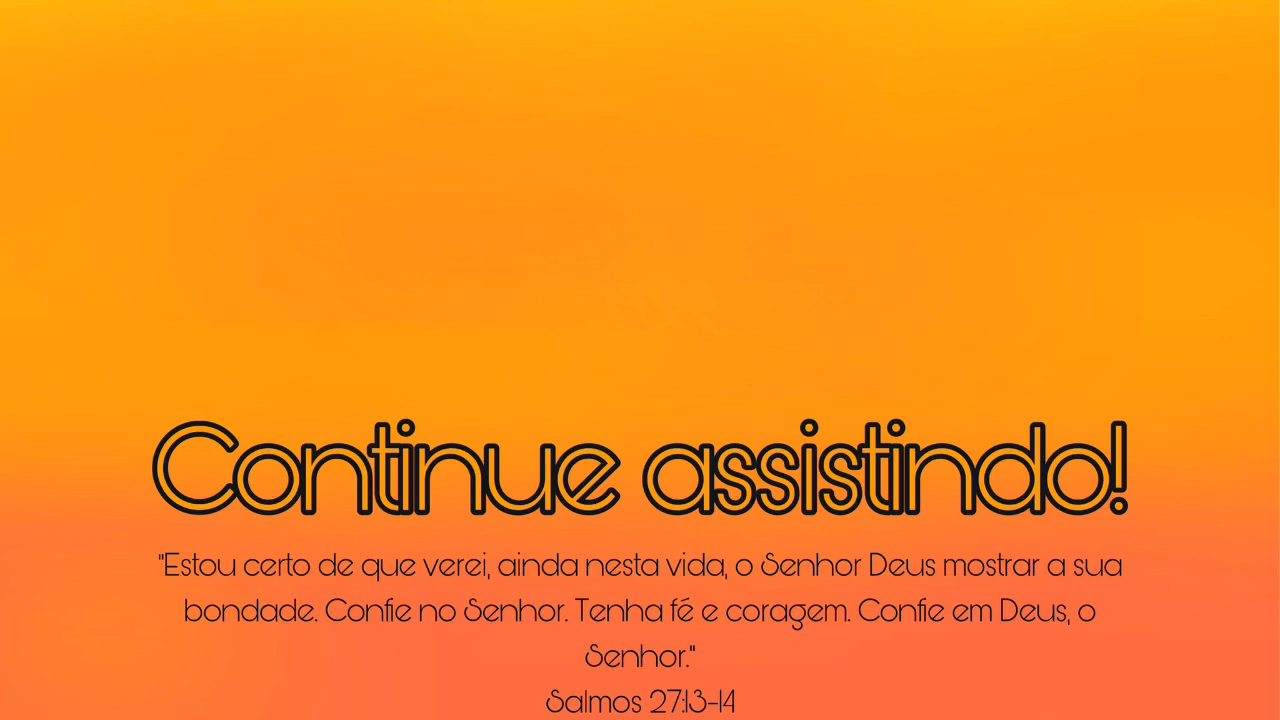 Continue assistindo!
"Estou certo de que verei, ainda nesta vida, o Senhor Deus mostrar a sua
bondade. Confie no Senhor. Tenha fé e coragem. Confie em Deus, o
Senhor."
Salmos 27:13-14